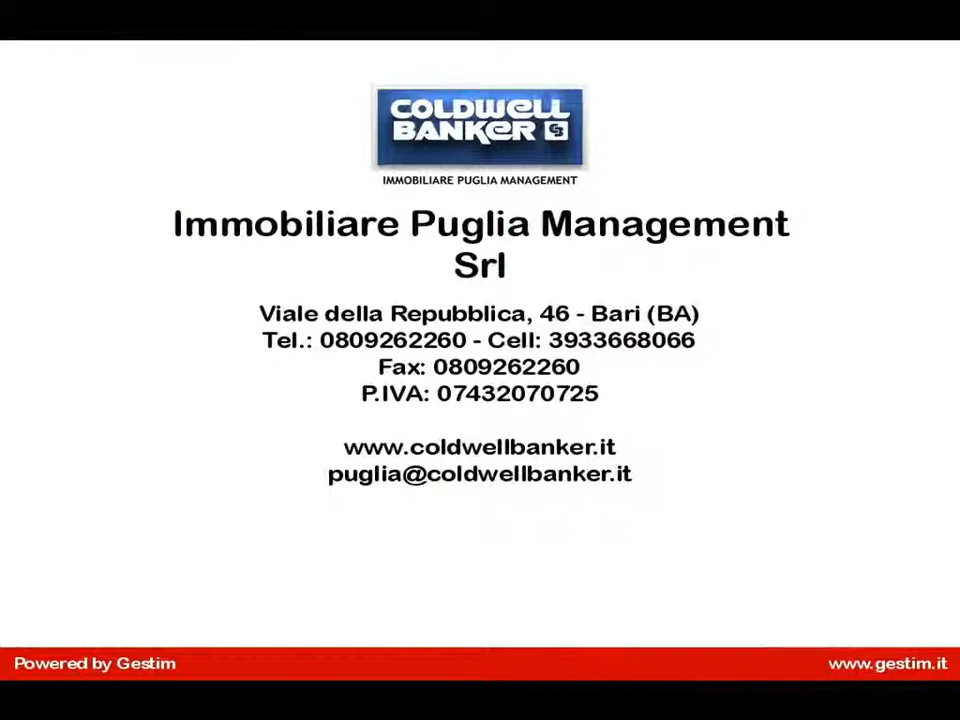 COLDWELL
BANKER CB
IMMOBILIARE PUGLIA MANAGEMENT
Immobiliare Puglia Management
Srl
Viale della Repubblica, 46 - Bari (BA)
Tel.: 0809262260 - Cell: 3933668066
Fax: 0809262260
P.IVA: 07432070725
www.coldwellbanker.it
puglia@coldwellbanker.it
Powered by Gestim
www.gestim.it